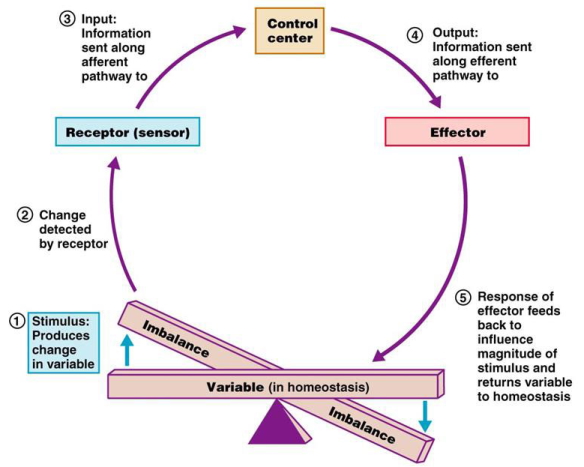 ③ Input:
Information
sent along
afferent
pathway to
Control
center
④ Output:
Information sent
along efferent
pathway to
Receptor (sensor)
Effector
② Change
detected
by receptor
① Stimulus:
Produces
change
in variable
Imbalance
Variable (in homeostasis)
Imbalance
⑤ Response of
effector feeds
back to
influence
magnitude of
stimulus and
returns variable
to homeostasis